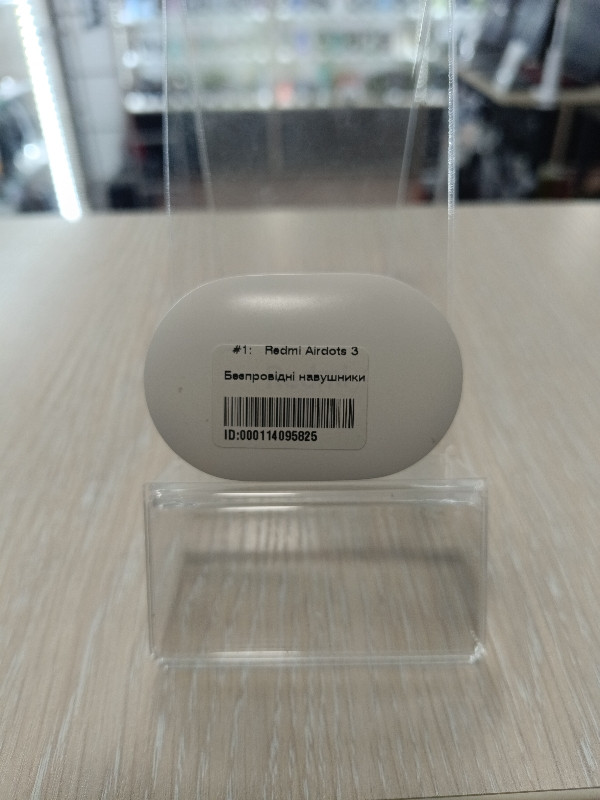 #1: Redmi Airdots 3
Безпровідні навушники
ID:000114095825